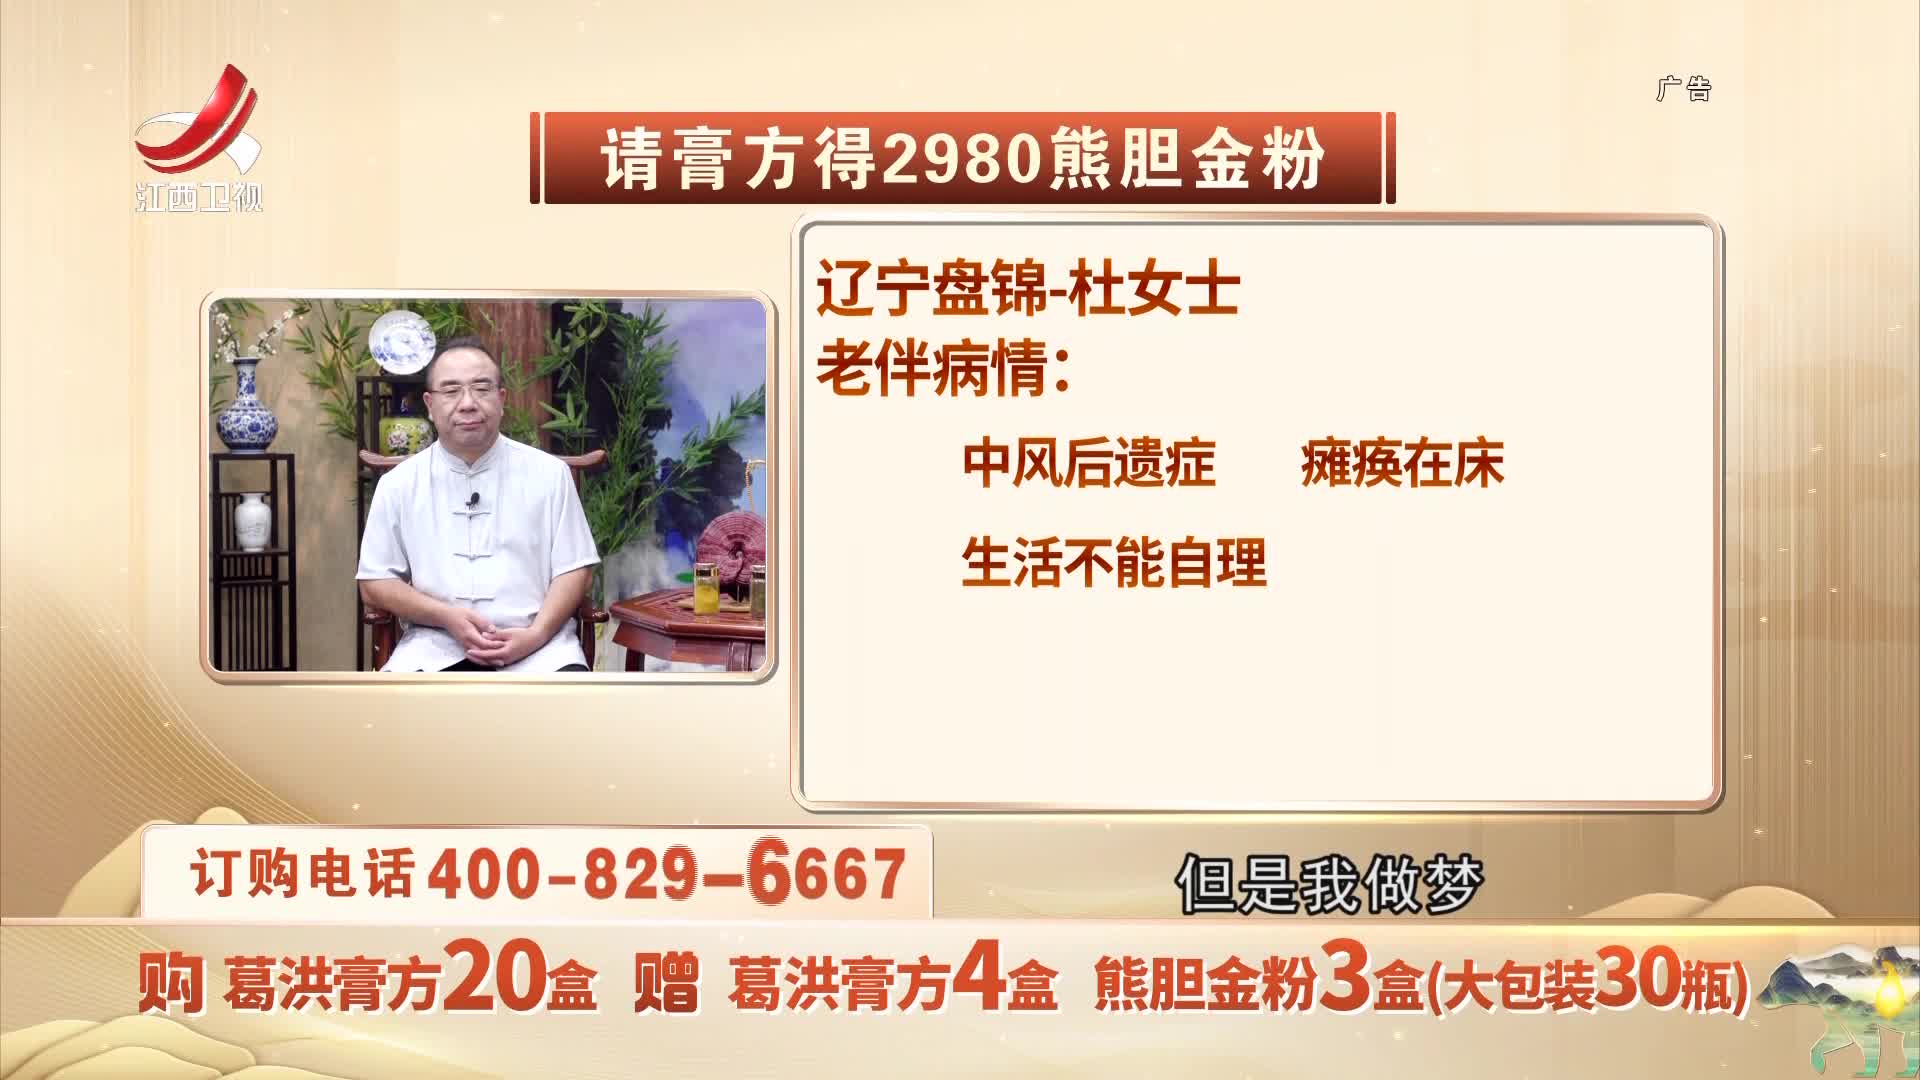 江西卫视
广告
请膏方得2980熊胆金粉
辽宁盘锦-杜女士
老伴病情：
中风后遗症 瘫痪在床
生活不能自理
订购电话400-829-6667
但是我做梦
购 葛洪膏方20盒 赠 葛洪膏方4盒 熊胆金粉3盒(大包装30瓶)